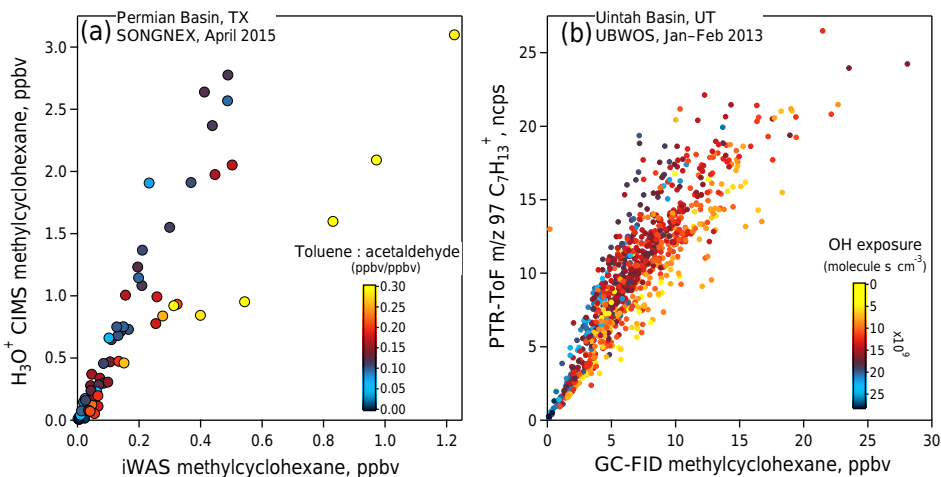 (a)
Permian Basin, TX
SONGNEX, April 2015
H₃O⁺ CIMS methylcyclohexane, ppbv
3.0
2.5
2.0
1.5
1.0
0.5
0.0
0.0
0.2
0.4
0.6
0.8
1.0
1.2
iWAS methylcyclohexane, ppbv
Toluene : acetaldehyde
(ppbv/ppbv)
0.30
0.25
0.20
0.15
0.10
0.05
0.00
(b)
Uintah Basin, UT
UBWOS, Jan–Feb 2013
PTR-ToF m/z 97 C₇H₁₃⁺, ncps
25
20
15
10
5
0
0
5
10
15
20
25
30
GC-FID methylcyclohexane, ppbv
OH exposure
(molecule s cm⁻³)
0
5
10
15
20
25
x10⁹